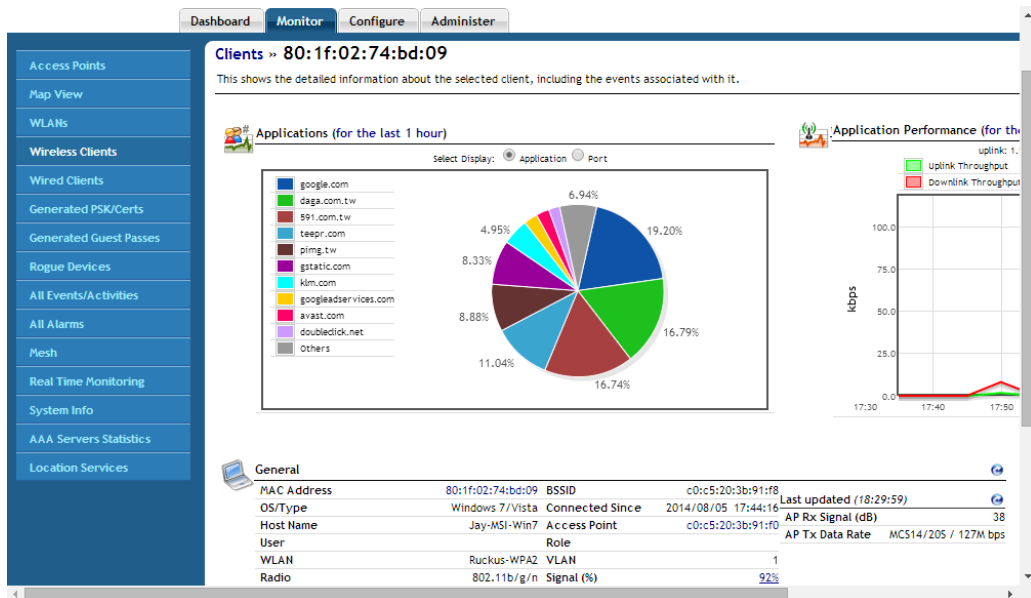 Dashboard Monitor Configure Administer
Access Points
Map View
WLANs
Wireless Clients
Wired Clients
Generated PSK/Certs
Generated Guest Passes
Rogue Devices
All Events/Activities
All Alarms
Mesh
Real Time Monitoring
System Info
AAA Servers Statistics
Location Services
Clients » 80:1f:02:74:bd:09
This shows the detailed information about the selected client, including the events associated with it.
Applications (for the last 1 hour)
Select Display: Application Port
google.com
daga.com.tw
591.com.tw
teepr.com
pimg.tw
gstatic.com
klm.com
googleadservices.com
avast.com
doubleclick.net
Others
6.94%
19.20%
16.79%
16.74%
11.04%
8.88%
8.33%
4.95%
Application Performance (for th
uplink: 1.
Uplink Throughput
Downlink Throughput
kbps
100.0
75.0
50.0
25.0
0.0
17:30 17:40 17:50
General
MAC Address 80:1f:02:74:bd:09 BSSID c0:c5:20:3b:91:f8
OS/Type Windows 7/Vista Connected Since 2014/08/05 17:44:16
Host Name Jay-MSI-Win7 Access Point c0:c5:20:3b:91:f0
User Role
WLAN Ruckus-WPA2 VLAN 1
Radio 802.11b/g/n Signal (%) 92%
Last updated (18:29:59)
AP Rx Signal (dB) 38
AP Tx Data Rate MCS14/20S / 127M bps